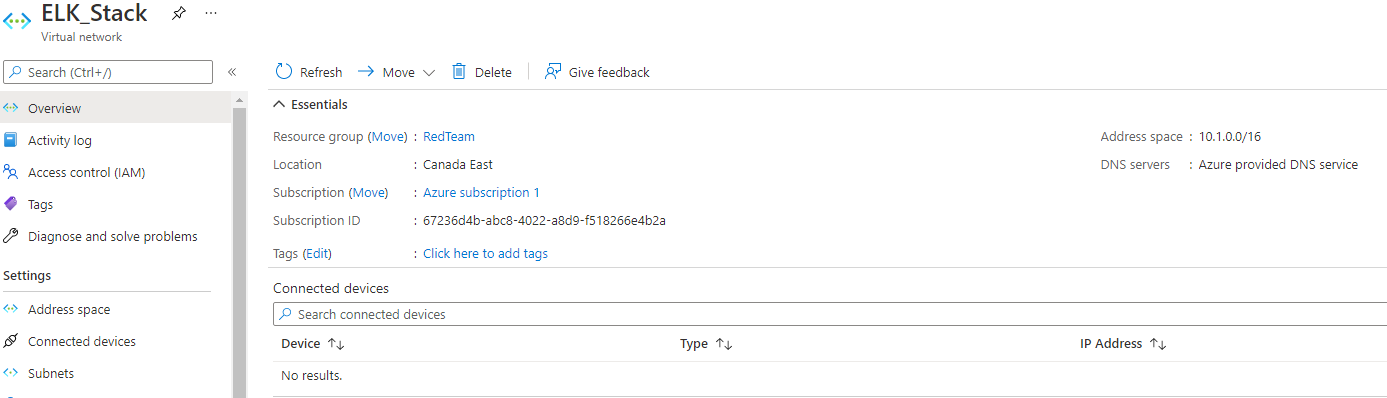 ELK_Stack
Virtual network
Search (Ctrl+/)
«
Overview
Activity log
Access control (IAM)
Tags
Diagnose and solve problems
Settings
Address space
Connected devices
Subnets
Refresh Move Delete Give feedback
Essentials
Resource group (Move) : RedTeam
Location : Canada East
Subscription (Move) : Azure subscription 1
Subscription ID : 67236d4b-abc8-4022-a8d9-f518266e4b2a
Tags (Edit) : Click here to add tags
Address space : 10.1.0.0/16
DNS servers : Azure provided DNS service
Connected devices
Search connected devices
Device Type IP Address
No results.